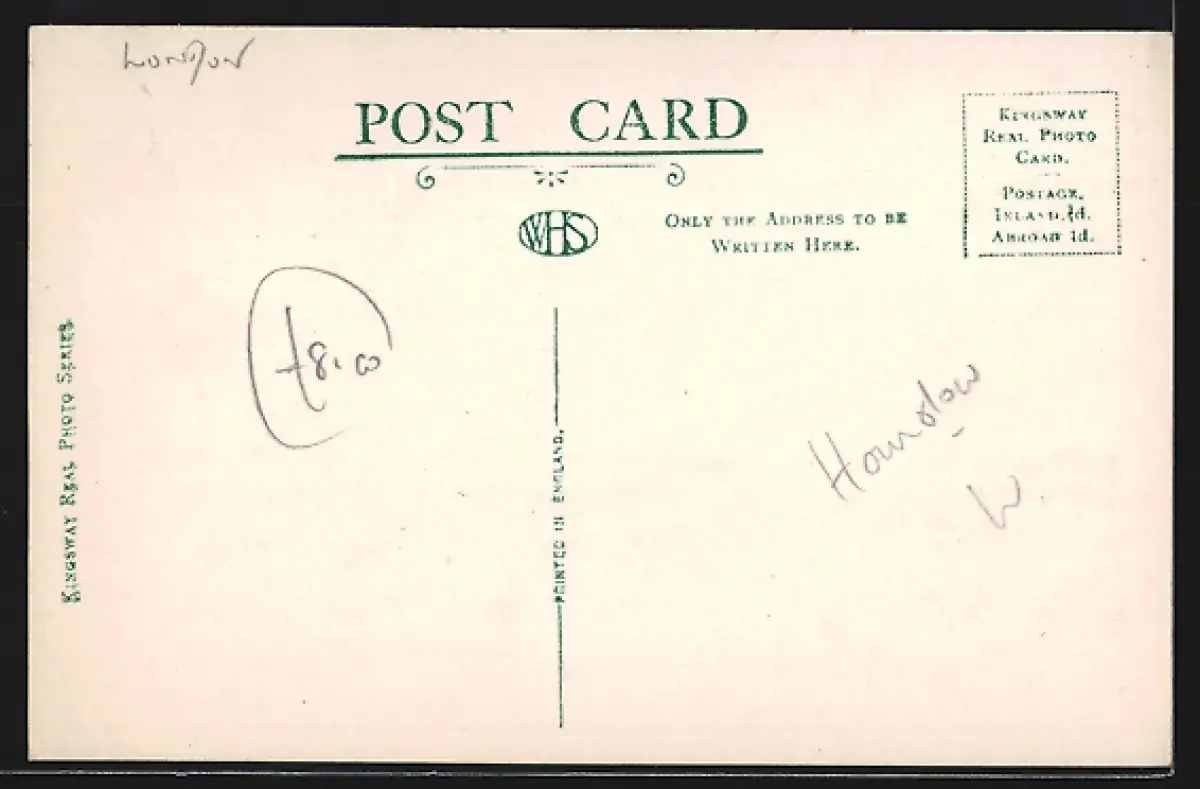 London
POST CARD
KINGSWAY
REAL PHOTO
CARD.
POSTAGE,
INLAND ½d.
ABROAD 1d.
WHS
ONLY THE ADDRESS TO BE
WRITTEN HERE.
£8.00
KINGSWAY REAL PHOTO SERIES.
PRINTED IN ENGLAND.
Hounslow
W.